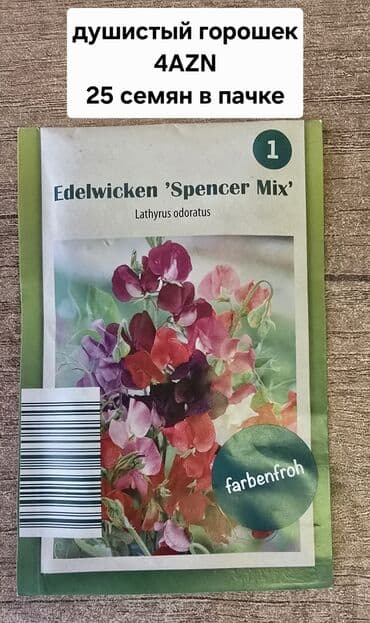 душистый горошек
4AZN
25 семян в пачке
1
Edelwicken 'Spencer Mix'
Lathyrus odoratus
farbenfroh